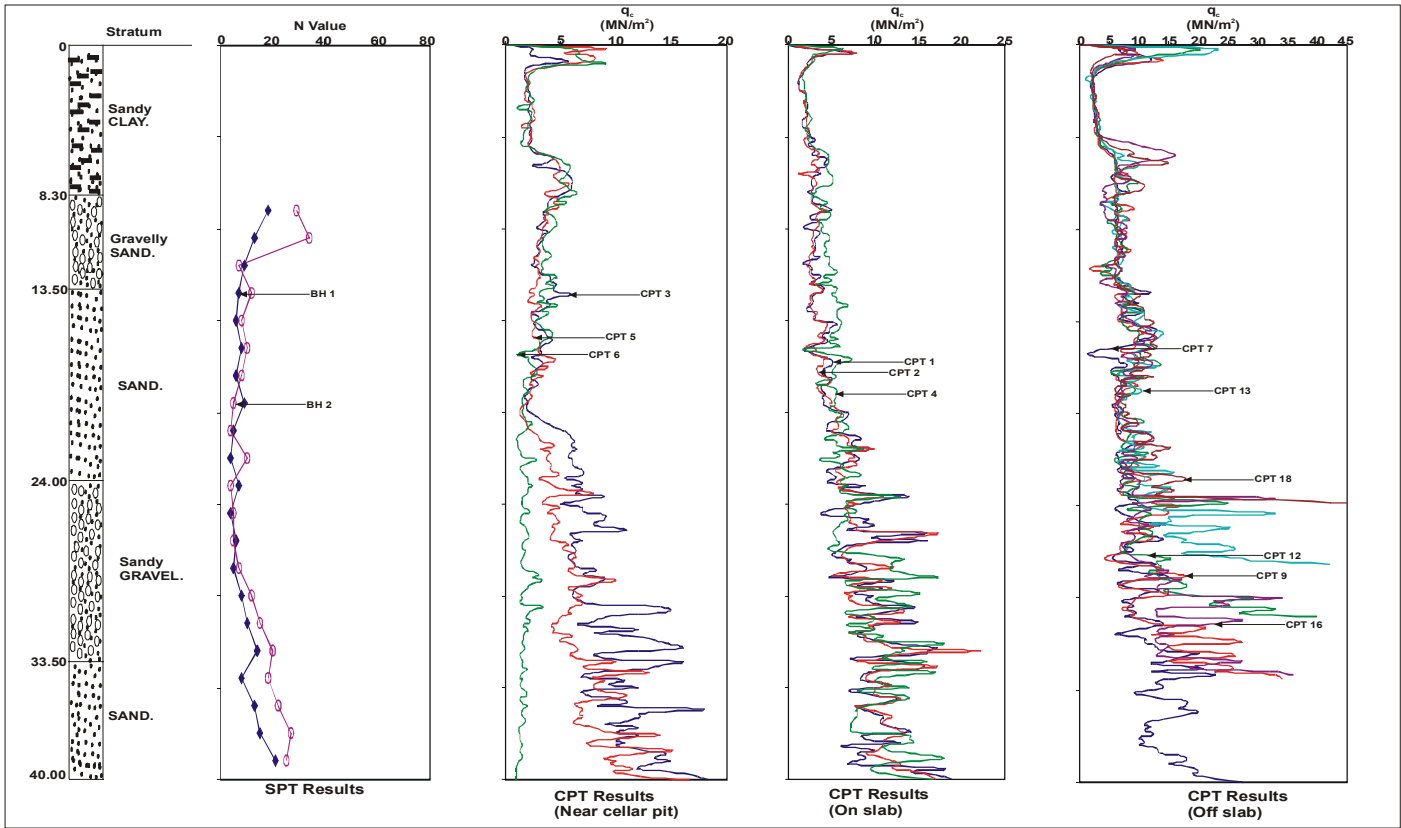 Stratum
N Value
0 20 40 60 80
q c
(MN/m²)
0 5 10 15 20
q c
(MN/m²)
0 5 10 15 20 25
q c
(MN/m²)
0 5 10 15 20 25 30 35 40 45
0
Sandy
CLAY.
8.30
Gravelly
SAND.
13.50
SAND.
24.00
Sandy
GRAVEL.
33.50
SAND.
40.00
BH 1
BH 2
SPT Results
CPT 3
CPT 5
CPT 6
CPT Results
(Near cellar pit)
CPT 1
CPT 2
CPT 4
CPT Results
(On slab)
CPT 7
CPT 13
CPT 18
CPT 12
CPT 9
CPT 16
CPT Results
(Off slab)